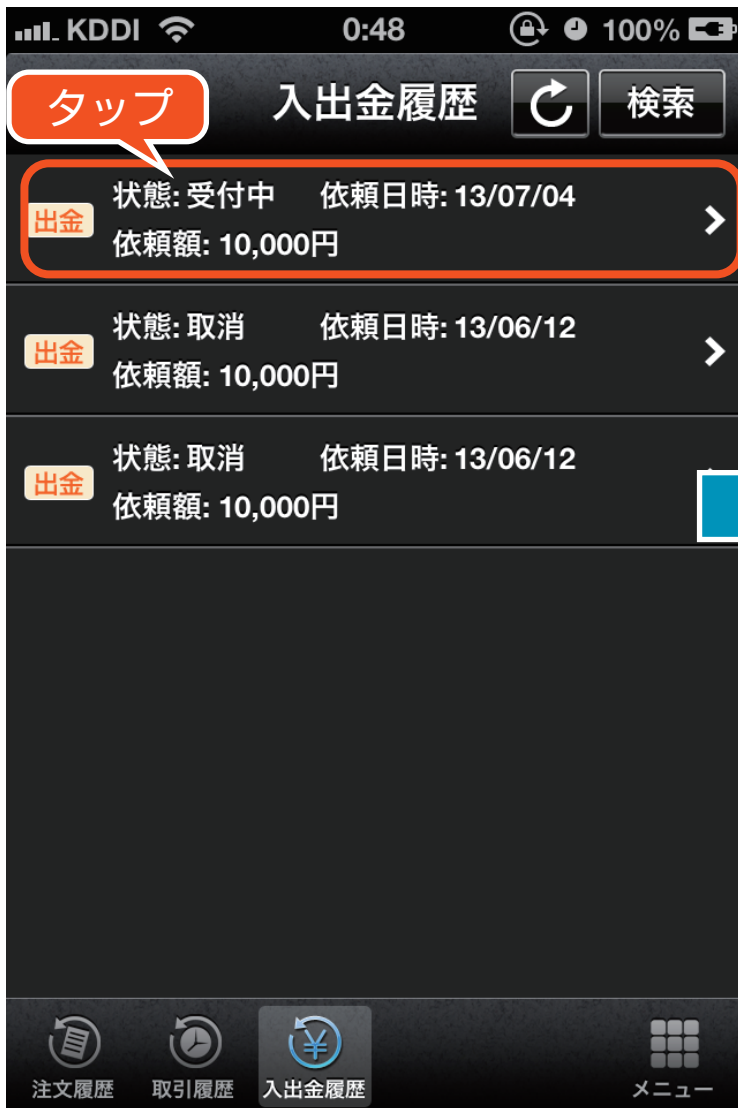 KDDI 0:48 100%
タップ
入出金履歴 検索
出金
状態: 受付中 依頼日時: 13/07/04
依頼額: 10,000円
出金
状態: 取消 依頼日時: 13/06/12
依頼額: 10,000円
出金
状態: 取消 依頼日時: 13/06/12
依頼額: 10,000円
¥
注文履歴 取引履歴 入出金履歴 メニュー